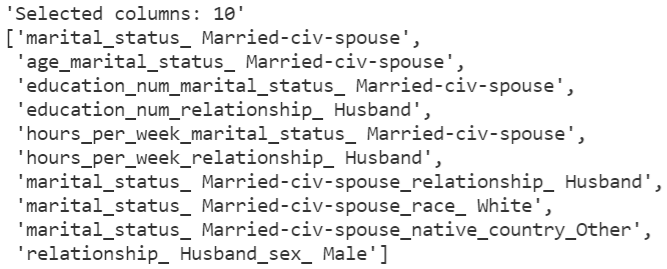 'Selected columns: 10'
['marital_status_ Married-civ-spouse',
 'age_marital_status_ Married-civ-spouse',
 'education_num_marital_status_ Married-civ-spouse',
 'education_num_relationship_ Husband',
 'hours_per_week_marital_status_ Married-civ-spouse',
 'hours_per_week_relationship_ Husband',
 'marital_status_ Married-civ-spouse_relationship_ Husband',
 'marital_status_ Married-civ-spouse_race_ White',
 'marital_status_ Married-civ-spouse_native_country_Other',
 'relationship_ Husband_sex_ Male']